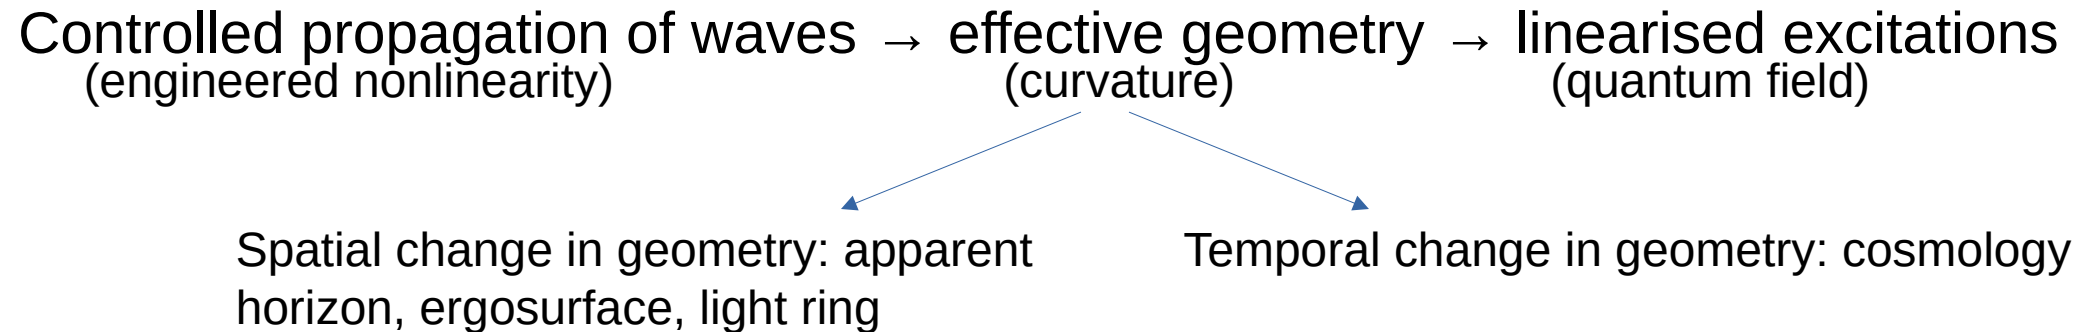 Controlled propagation of waves → effective geometry → linearised excitations
(engineered nonlinearity) (curvature) (quantum field)
Spatial change in geometry: apparent
horizon, ergosurface, light ring
Temporal change in geometry: cosmology